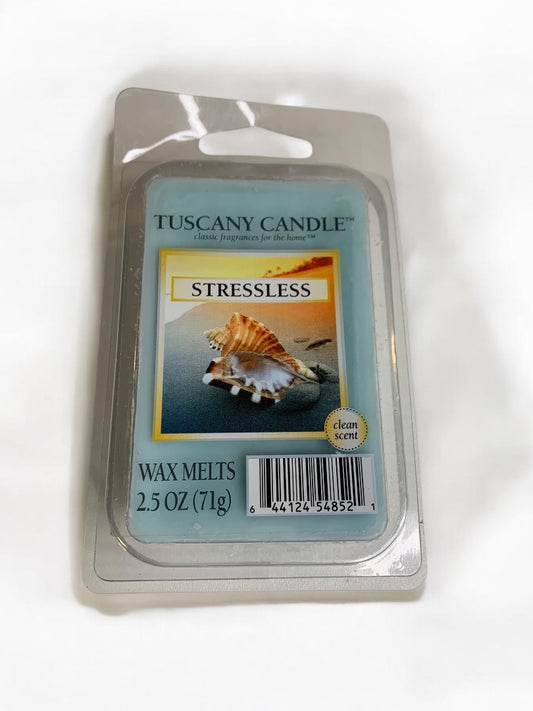 TUSCANY CANDLE™
classic fragrances for the home™
STRESSLESS
clean
scent
WAX MELTS
2.5 OZ (71g)
6 44124 54852 1